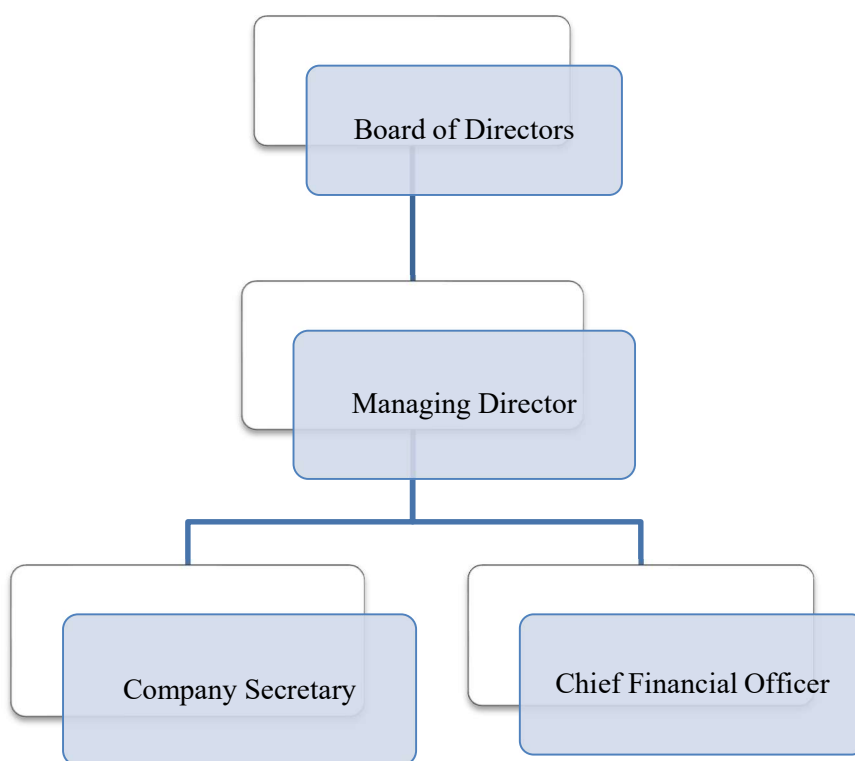 Board of Directors
Managing Director
Company Secretary
Chief Financial Officer